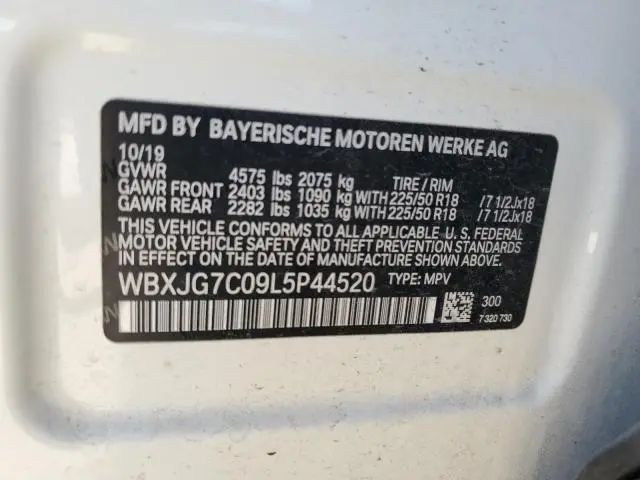 MFD BY BAYERISCHE MOTOREN WERKE AG
10/19
GVWR 4575 lbs 2075 kg TIRE / RIM
GAWR FRONT 2403 lbs 1090 kg WITH 225/50 R18 /7 1/2Jx18
GAWR REAR 2282 lbs 1035 kg WITH 225/50 R18 /7 1/2Jx18
THIS VEHICLE CONFORMS TO ALL APPLICABLE U. S. FEDERAL
MOTOR VEHICLE SAFETY AND THEFT PREVENTION STANDARDS
IN EFFECT ON THE DATE OF MANUFACTURE SHOWN ABOVE.
WBXJG7C09L5P44520 TYPE: MPV
300
7 320 730